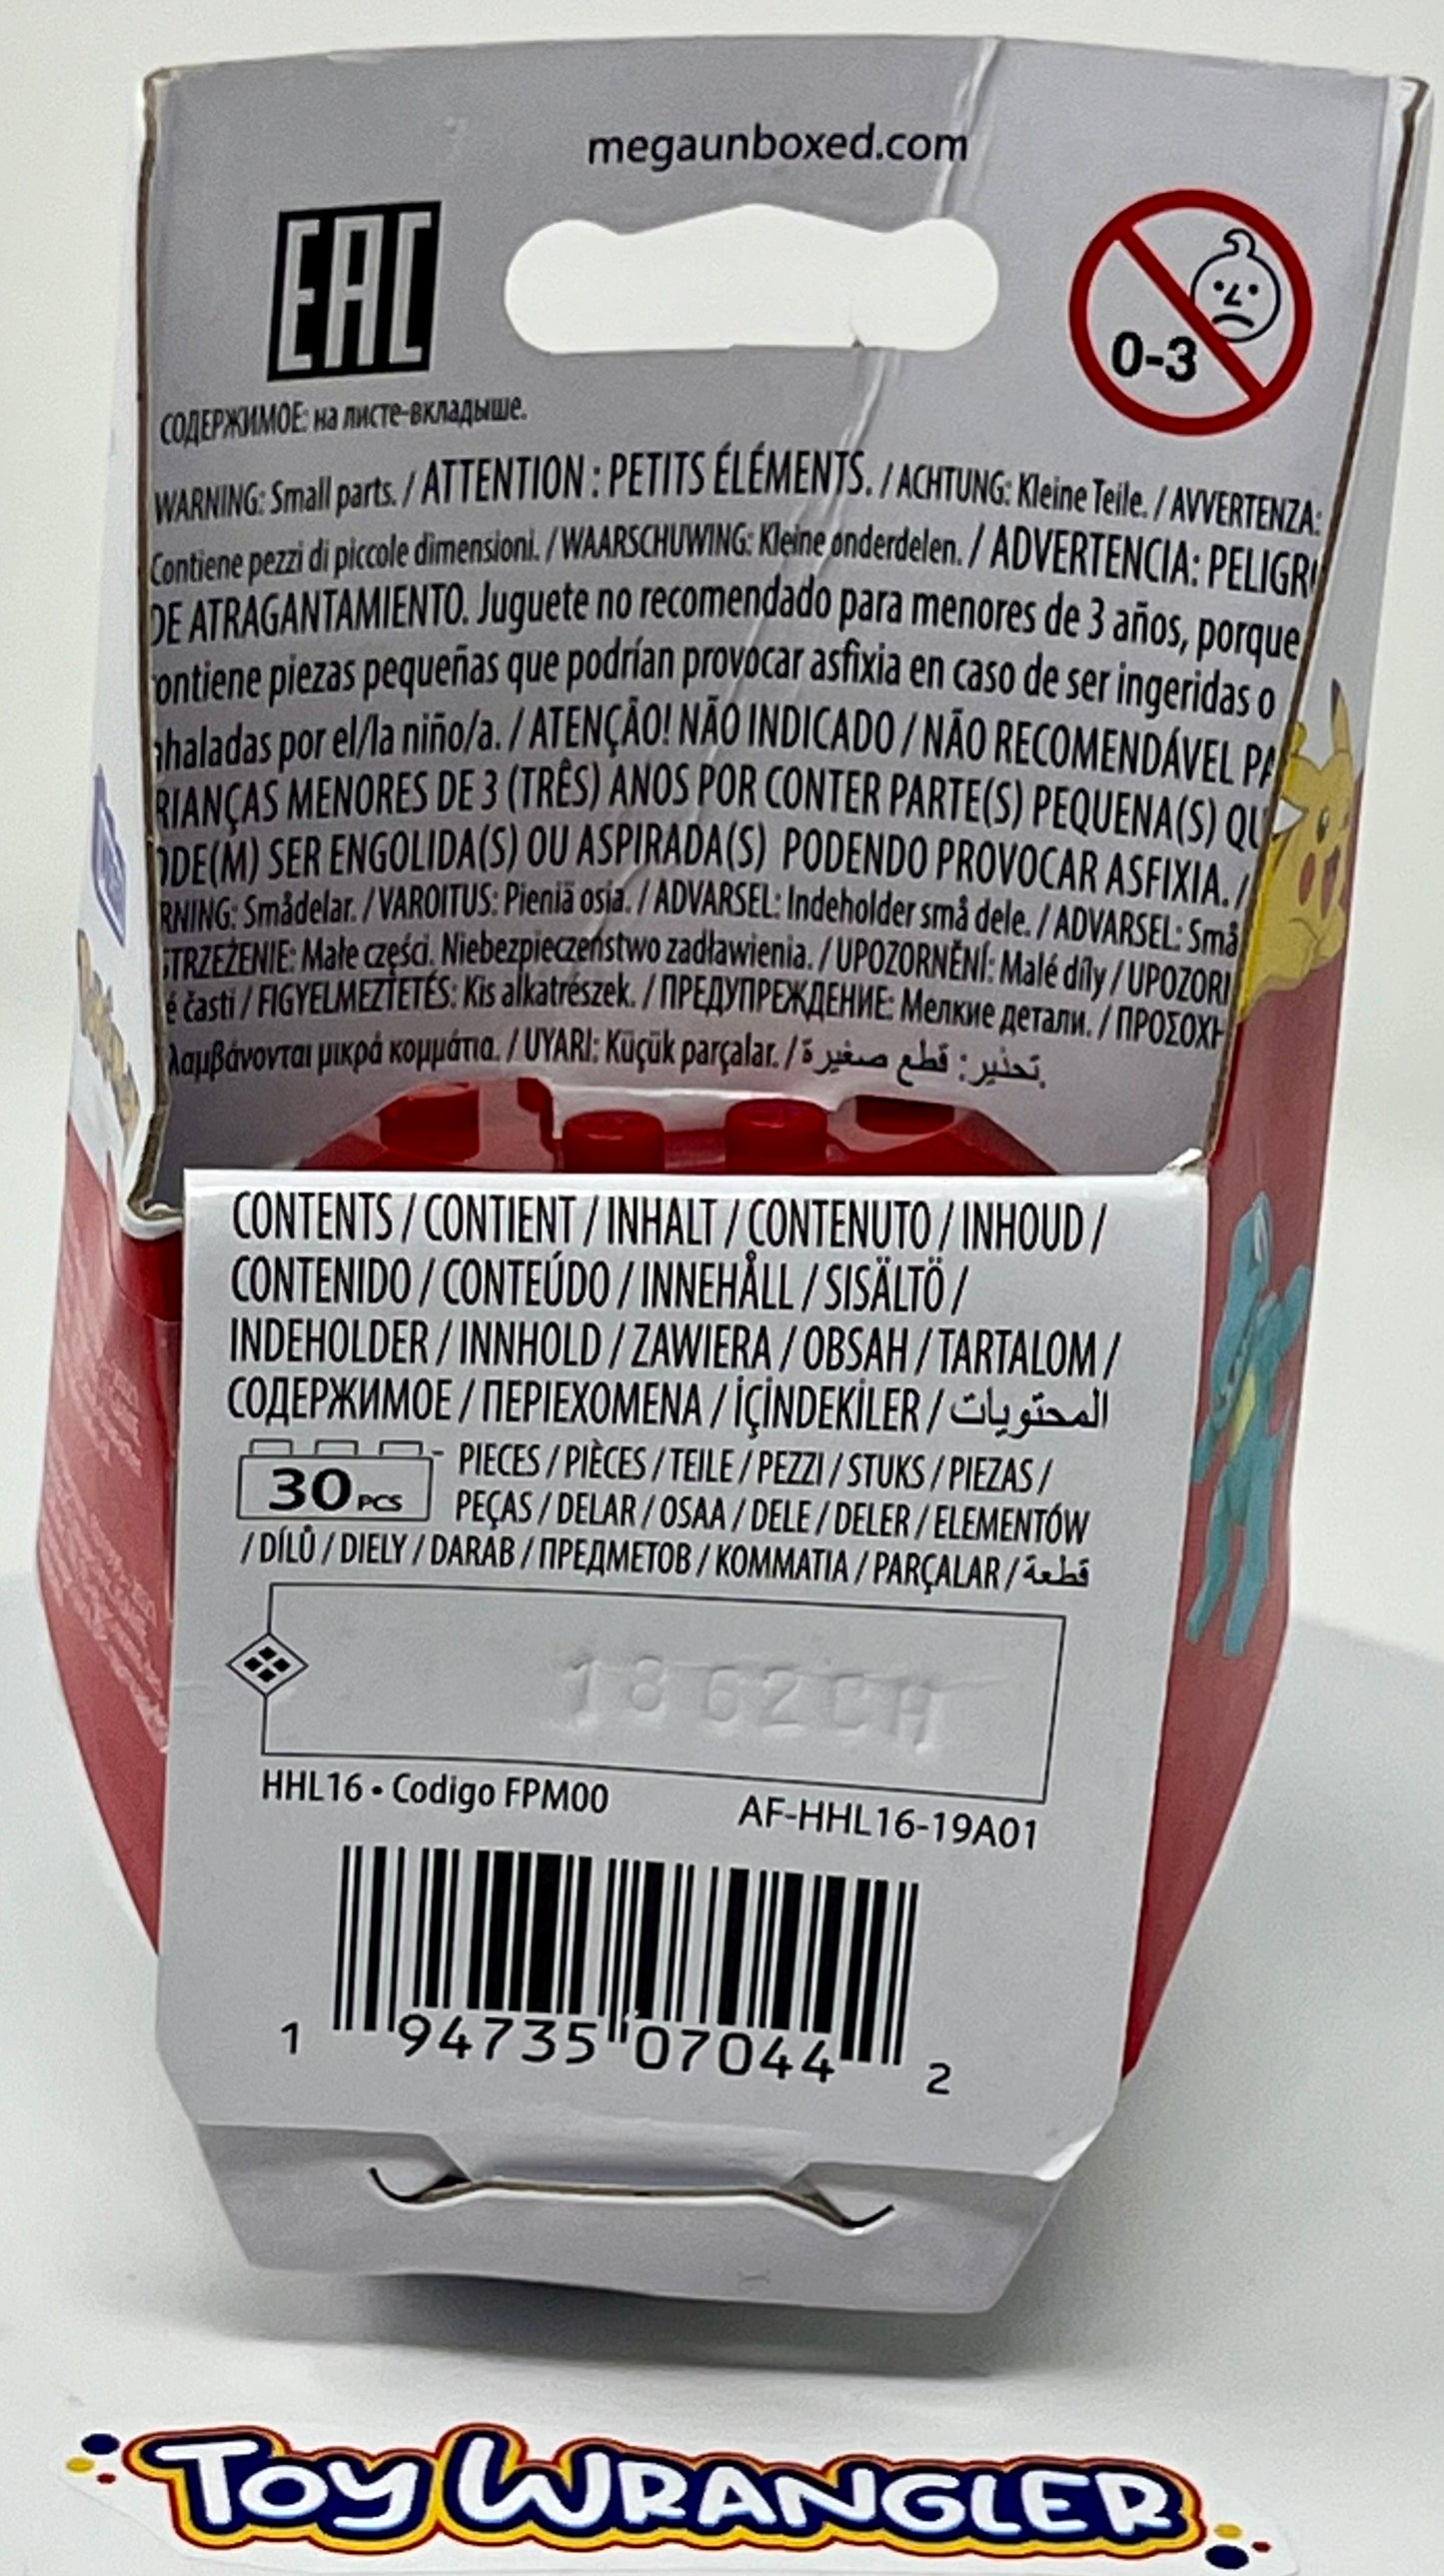 megaunboxed.com
EAC
0-3
СОДЕРЖИМОЕ: на листе-вкладыше.
WARNING: Small parts. / ATTENTION : PETITS ÉLÉMENTS. / ACHTUNG: Kleine Teile. / AVVERTENZA:
Contiene pezzi di piccole dimensioni. / WAARSCHUWING: Kleine onderdelen. / ADVERTENCIA: PELIGR
DE ATRAGANTAMIENTO. Juguete no recomendado para menores de 3 años, porque
ontiene piezas pequeñas que podrían provocar asfixia en caso de ser ingeridas o
nhaladas por el/la niño/a. / ATENÇÃO! NÃO INDICADO / NÃO RECOMENDÁVEL PA
RIANÇAS MENORES DE 3 (TRÊS) ANOS POR CONTER PARTE(S) PEQUENA(S) QU
ODE(M) SER ENGOLIDA(S) OU ASPIRADA(S) PODENDO PROVOCAR ASFIXIA. /
RNING: Smådelar. / VAROITUS: Pieniä osia. / ADVARSEL: Indeholder små dele. / ADVARSEL: Små
STRZEŻENIE: Małe części. Niebezpieczeństwo zadławienia. / UPOZORNĚNÍ: Malé díly / UPOZORI
é časti / FIGYELMEZTETÉS: Kis alkatrészek. / ПРЕДУПРЕЖДЕНИЕ: Мелкие детали. / ΠΡΟΣΟΧΗ
λαμβάνονται μικρά κομμάτια. / UYARI: Küçük parçalar. / تحذير: قطع صغيرة.
CONTENTS / CONTIENT / INHALT / CONTENUTO / INHOUD /
CONTENIDO / CONTEÚDO / INNEHÅLL / SISÄLTÖ /
INDEHOLDER / INNHOLD / ZAWIERA / OBSAH / TARTALOM /
СОДЕРЖИМОЕ / ΠΕΡΙΕΧΟΜΕΝΑ / İÇİNDEKİLER / المحتويات
30 PCS - PIECES / PIÈCES / TEILE / PEZZI / STUKS / PIEZAS /
PEÇAS / DELAR / OSAA / DELE / DELER / ELEMENTÓW
/ DÍLŮ / DIELY / DARAB / ПРЕДМЕТОВ / ΚΟΜΜΑΤΙΑ / PARÇALAR / قطعة
1862CH
HHL16 • Codigo FPM00 AF-HHL16-19A01
1 94735 07044 2
TOY WRANGLER